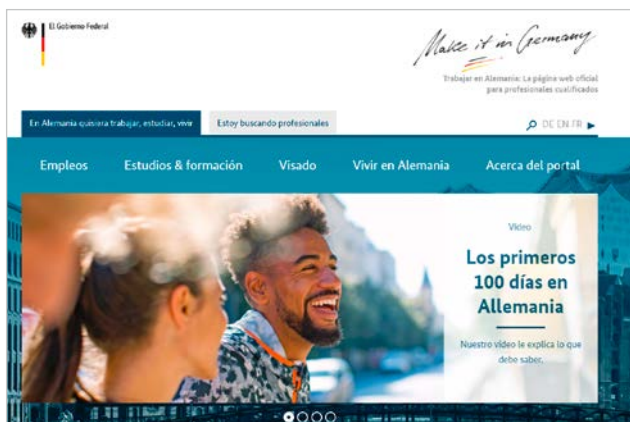 El Gobierno Federal
Make it in Germany
Trabajar en Alemania: La página web oficial
para profesionales cualificados
En Alemania quisiera trabajar, estudiar, vivir
Estoy buscando profesionales
DE EN FR
Empleos
Estudios & formación
Visado
Vivir en Alemania
Acerca del portal
Video
Los primeros
100 días en
Allemania
Nuestro video le explica lo que
debe saber.